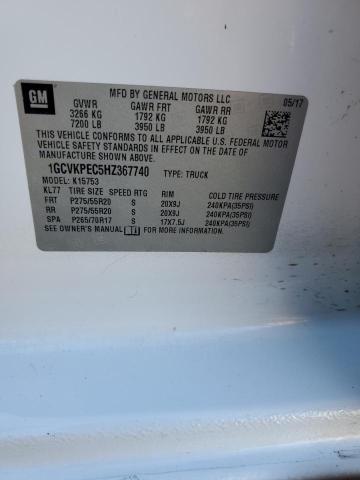 GM
MFD BY GENERAL MOTORS LLC
GVWR GAWR FRT GAWR RR 05/17
3266 KG 1792 KG 1792 KG
7200 LB 3950 LB 3950 LB
THIS VEHICLE CONFORMS TO ALL APPLICABLE U.S. FEDERAL MOTOR
VEHICLE SAFETY STANDARDS IN EFFECT ON THE DATE OF
MANUFACTURE SHOWN ABOVE.
1GCVKPEC5HZ367740 TYPE: TRUCK
MODEL: K15753
KL77 TIRE SIZE SPEED RTG RIM COLD TIRE PRESSURE
FRT P275/55R20 S 20X9J 240KPA(35PSI)
RR P275/55R20 S 20X9J 240KPA(35PSI)
SPA P265/70R17 S 17X7.5J 240KPA(35PSI)
SEE OWNER'S MANUAL FOR MORE INFORMATION.